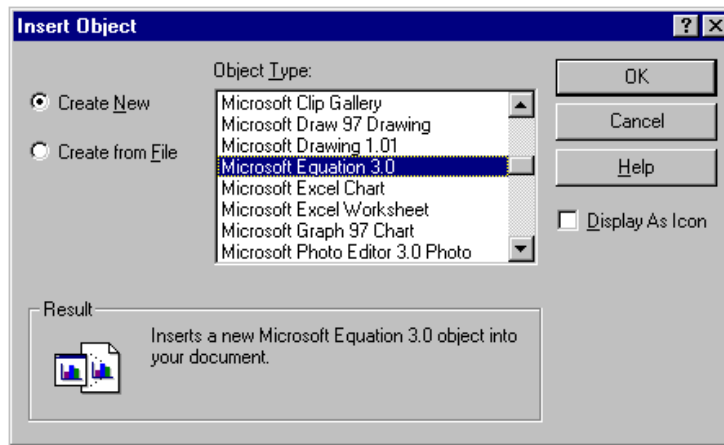 Insert Object
Object Type:
Create New
Create from File
Microsoft Clip Gallery
Microsoft Draw 97 Drawing
Microsoft Drawing 1.01
Microsoft Equation 3.0
Microsoft Excel Chart
Microsoft Excel Worksheet
Microsoft Graph 97 Chart
Microsoft Photo Editor 3.0 Photo
OK
Cancel
Help
Display As Icon
Result
Inserts a new Microsoft Equation 3.0 object into
your document.